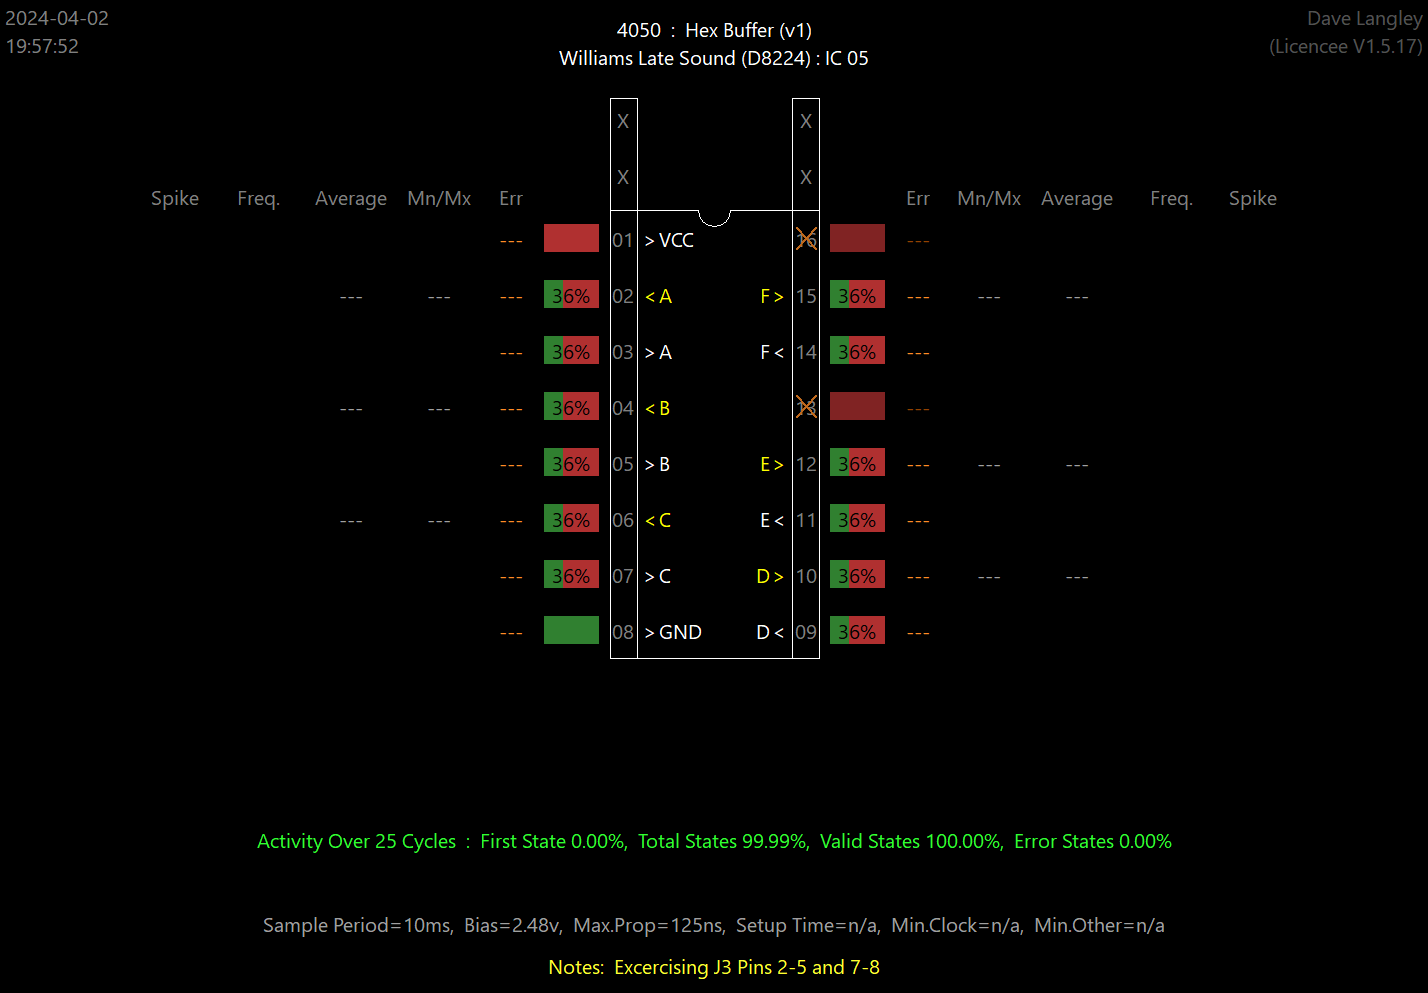 2024-04-02
19:57:52
4050 : Hex Buffer (v1)
Williams Late Sound (D8224) : IC 05
Dave Langley
(Licencee V1.5.17)
X X
X X
Spike Freq. Average Mn/Mx Err Err Mn/Mx Average Freq. Spike
--- 01 > VCC 16 ---
--- --- --- 36% 02 < A F > 15 36% --- --- ---
--- 36% 03 > A F < 14 36% ---
--- --- --- 36% 04 < B 13 ---
--- 36% 05 > B E > 12 36% --- --- ---
--- --- --- 36% 06 < C E < 11 36% ---
--- 36% 07 > C D > 10 36% --- --- ---
--- 08 > GND D < 09 36% ---
Activity Over 25 Cycles : First State 0.00%, Total States 99.99%, Valid States 100.00%, Error States 0.00%
Sample Period=10ms, Bias=2.48v, Max.Prop=125ns, Setup Time=n/a, Min.Clock=n/a, Min.Other=n/a
Notes: Excercising J3 Pins 2-5 and 7-8